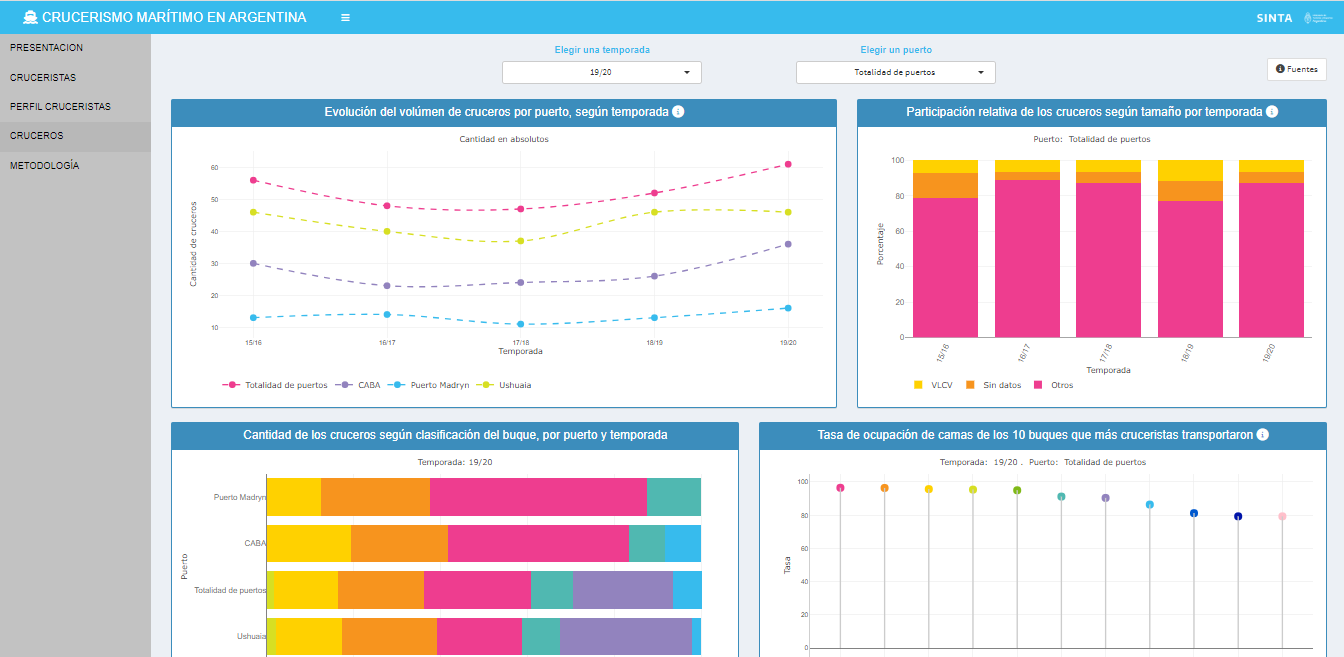 CRUCERISMO MARÍTIMO EN ARGENTINA
SINTA
PRESENTACION
CRUCERISTAS
PERFIL CRUCERISTAS
CRUCEROS
METODOLOGÍA
Elegir una temporada
19/20
Elegir un puerto
Totalidad de puertos
Fuentes
Evolución del volúmen de cruceros por puerto, según temporada
Cantidad en absolutos
Cantidad de cruceros
60
50
40
30
20
10
15/16
16/17
17/18
18/19
19/20
Temporada
Totalidad de puertos
CABA
Puerto Madryn
Ushuaia
Participación relativa de los cruceros según tamaño por temporada
Puerto: Totalidad de puertos
Porcentaje
100
80
60
40
20
0
15/16
16/17
17/18
18/19
19/20
Temporada
VLCV
Sin datos
Otros
Cantidad de los cruceros según clasificación del buque, por puerto y temporada
Temporada: 19/20
Puerto
Puerto Madryn
CABA
Totalidad de puertos
Ushuaia
Tasa de ocupación de camas de los 10 buques que más cruceristas transportaron
Temporada: 19/20 . Puerto: Totalidad de puertos
Tasa
100
80
60
40
20
0